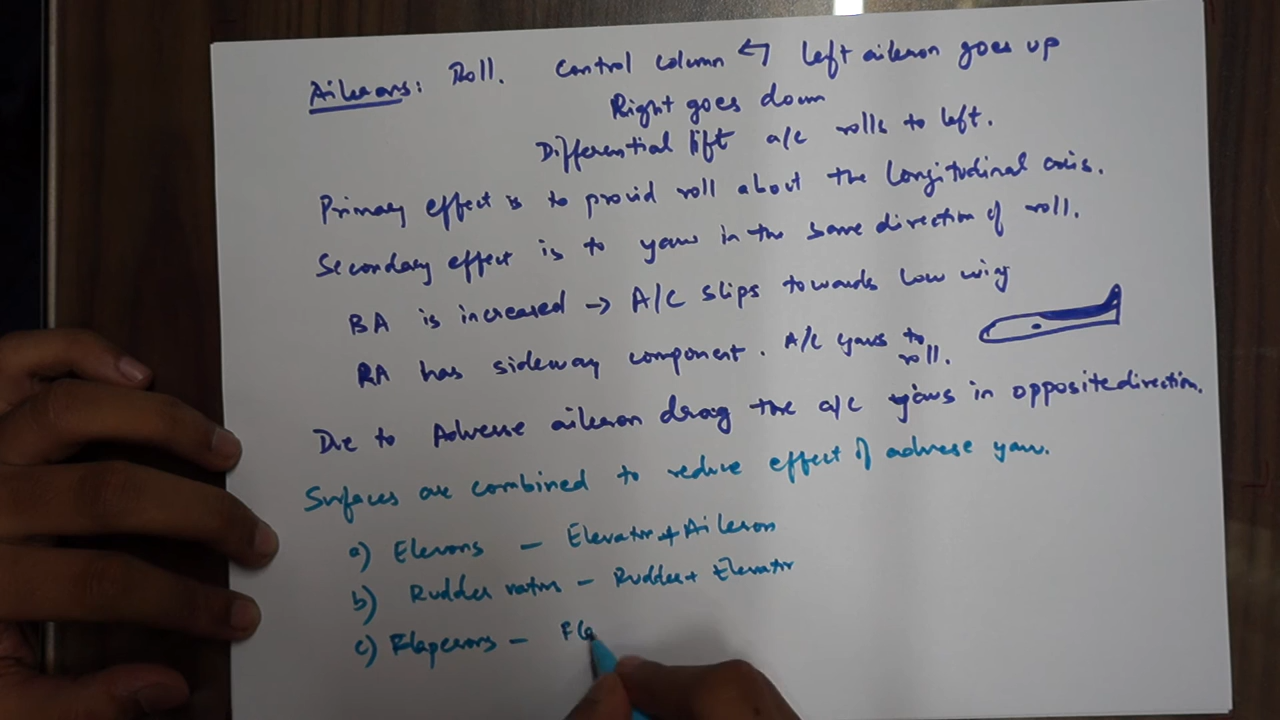 Ailerons: Roll. Control Column ↰ left aileron goes up
Right goes down
Differential lift a/c rolls to left.
Primary effect is to provid roll about the longitudinal axis.
Secondary effect is to yaw in the same direction of roll.
BA is increased → A/C slips towards low wing
RA has sideway component. A/C yaws to
roll.
Due to Adverse aileron drag the a/c yaws in opposite direction.
Surfaces are combined to reduce effect of adverse yaw.
a) Elevons - Elevator + Aileron
b) Rudder vators - Rudder + Elevator
c) Flaperons - Fla